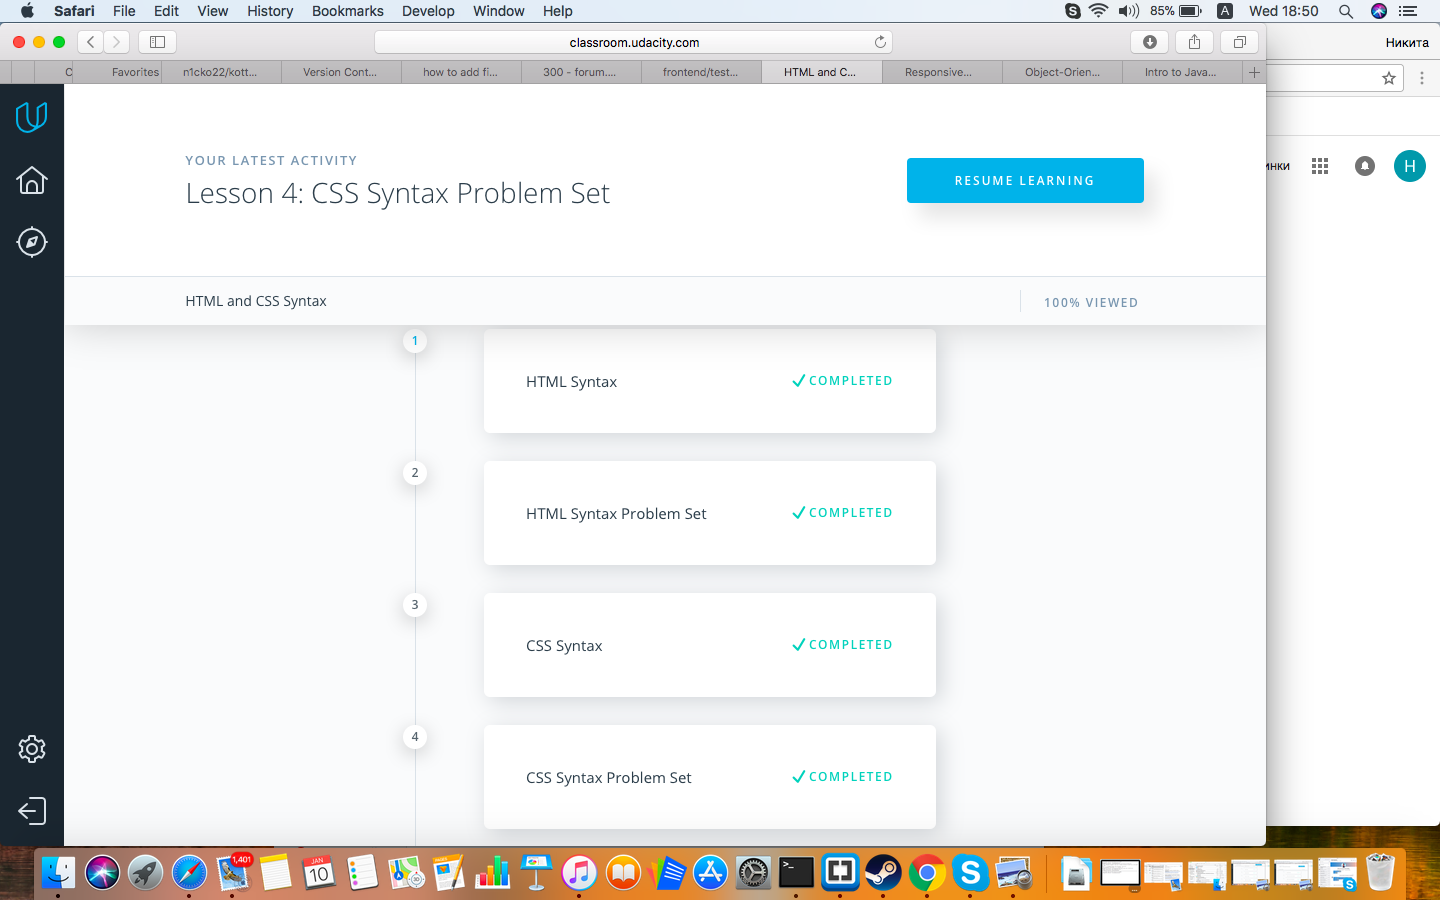 Safari File Edit View History Bookmarks Develop Window Help 85% A Wed 18:50
classroom.udacity.com
Никита
C Favorites n1cko22/kott... Version Cont... how to add fi... 300 - forum.... frontend/test... HTML and C... Responsive... Object-Orien... Intro to Java...
YOUR LATEST ACTIVITY
Lesson 4: CSS Syntax Problem Set
RESUME LEARNING
инки
H
HTML and CSS Syntax
100% VIEWED
1
HTML Syntax
COMPLETED
2
HTML Syntax Problem Set
COMPLETED
3
CSS Syntax
COMPLETED
4
CSS Syntax Problem Set
COMPLETED
1,401
JAN
10